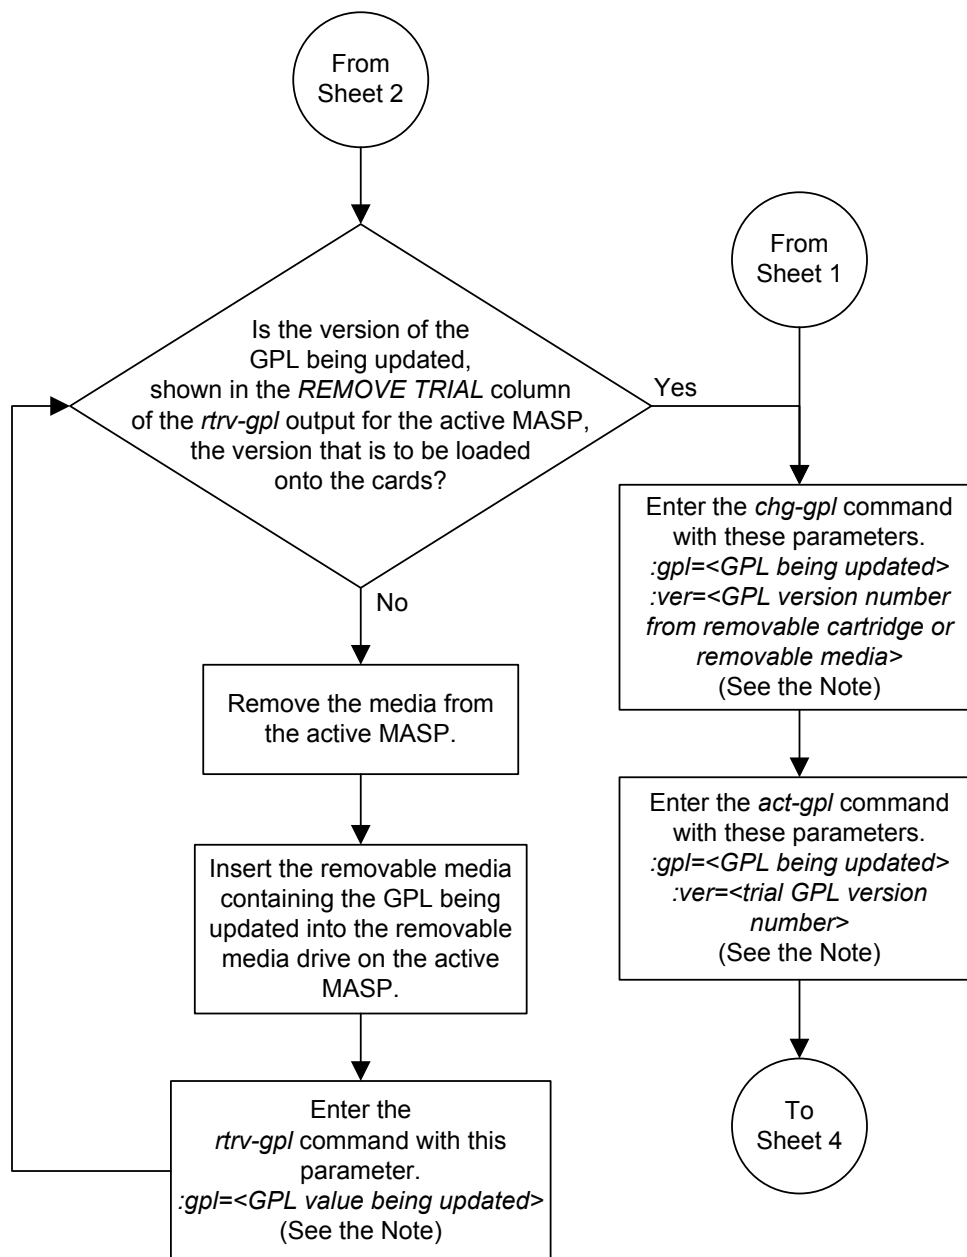 From
Sheet 2
Is the version of the
GPL being updated,
shown in the REMOVE TRIAL column
of the rtrv-gpl output for the active MASP,
the version that is to be loaded
onto the cards?
Yes
No
Remove the media from
the active MASP.
Insert the removable media
containing the GPL being
updated into the removable
media drive on the active
MASP.
Enter the
rtrv-gpl command with this
parameter.
:gpl=<GPL value being updated>
(See the Note)
From
Sheet 1
Enter the chg-gpl command
with these parameters.
:gpl=<GPL being updated>
:ver=<GPL version number
from removable cartridge or
removable media>
(See the Note)
Enter the act-gpl command
with these parameters.
:gpl=<GPL being updated>
:ver=<trial GPL version
number>
(See the Note)
To
Sheet 4